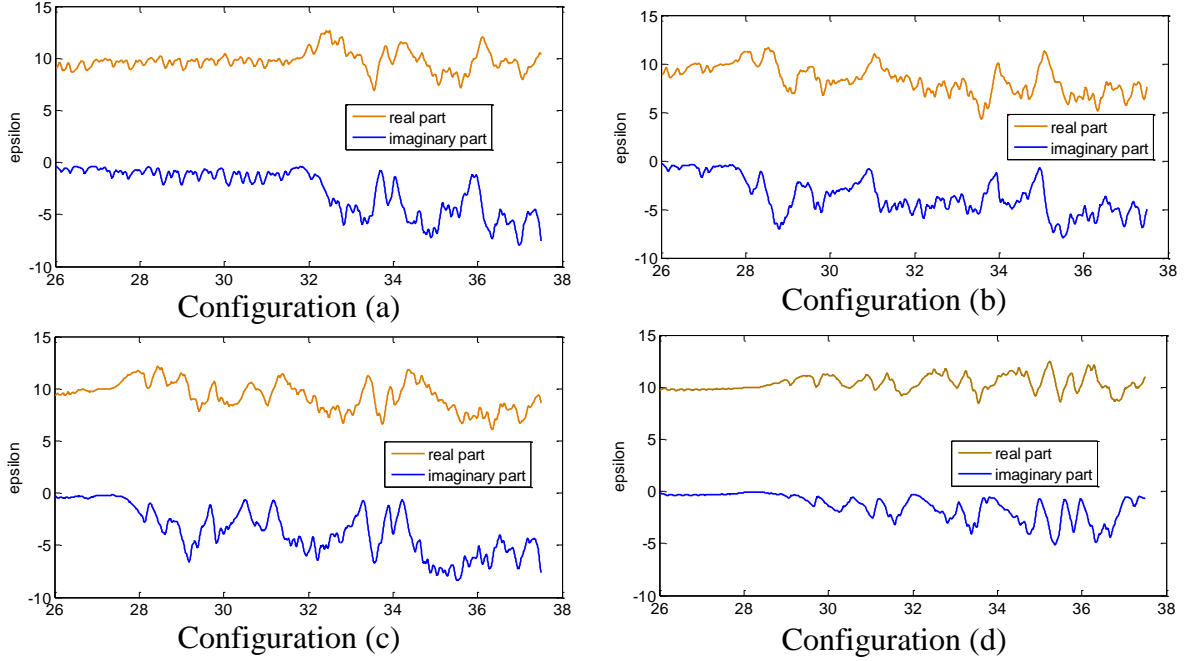 15
10
5
0
-5
-10
epsilon
real part
imaginary part
26 28 30 32 34 36 38
Configuration (a)
15
10
5
0
-5
-10
epsilon
real part
imaginary part
26 28 30 32 34 36 38
Configuration (b)
15
10
5
0
-5
-10
epsilon
real part
imaginary part
26 28 30 32 34 36 38
Configuration (c)
15
10
5
0
-5
-10
epsilon
real part
imaginary part
26 28 30 32 34 36 38
Configuration (d)